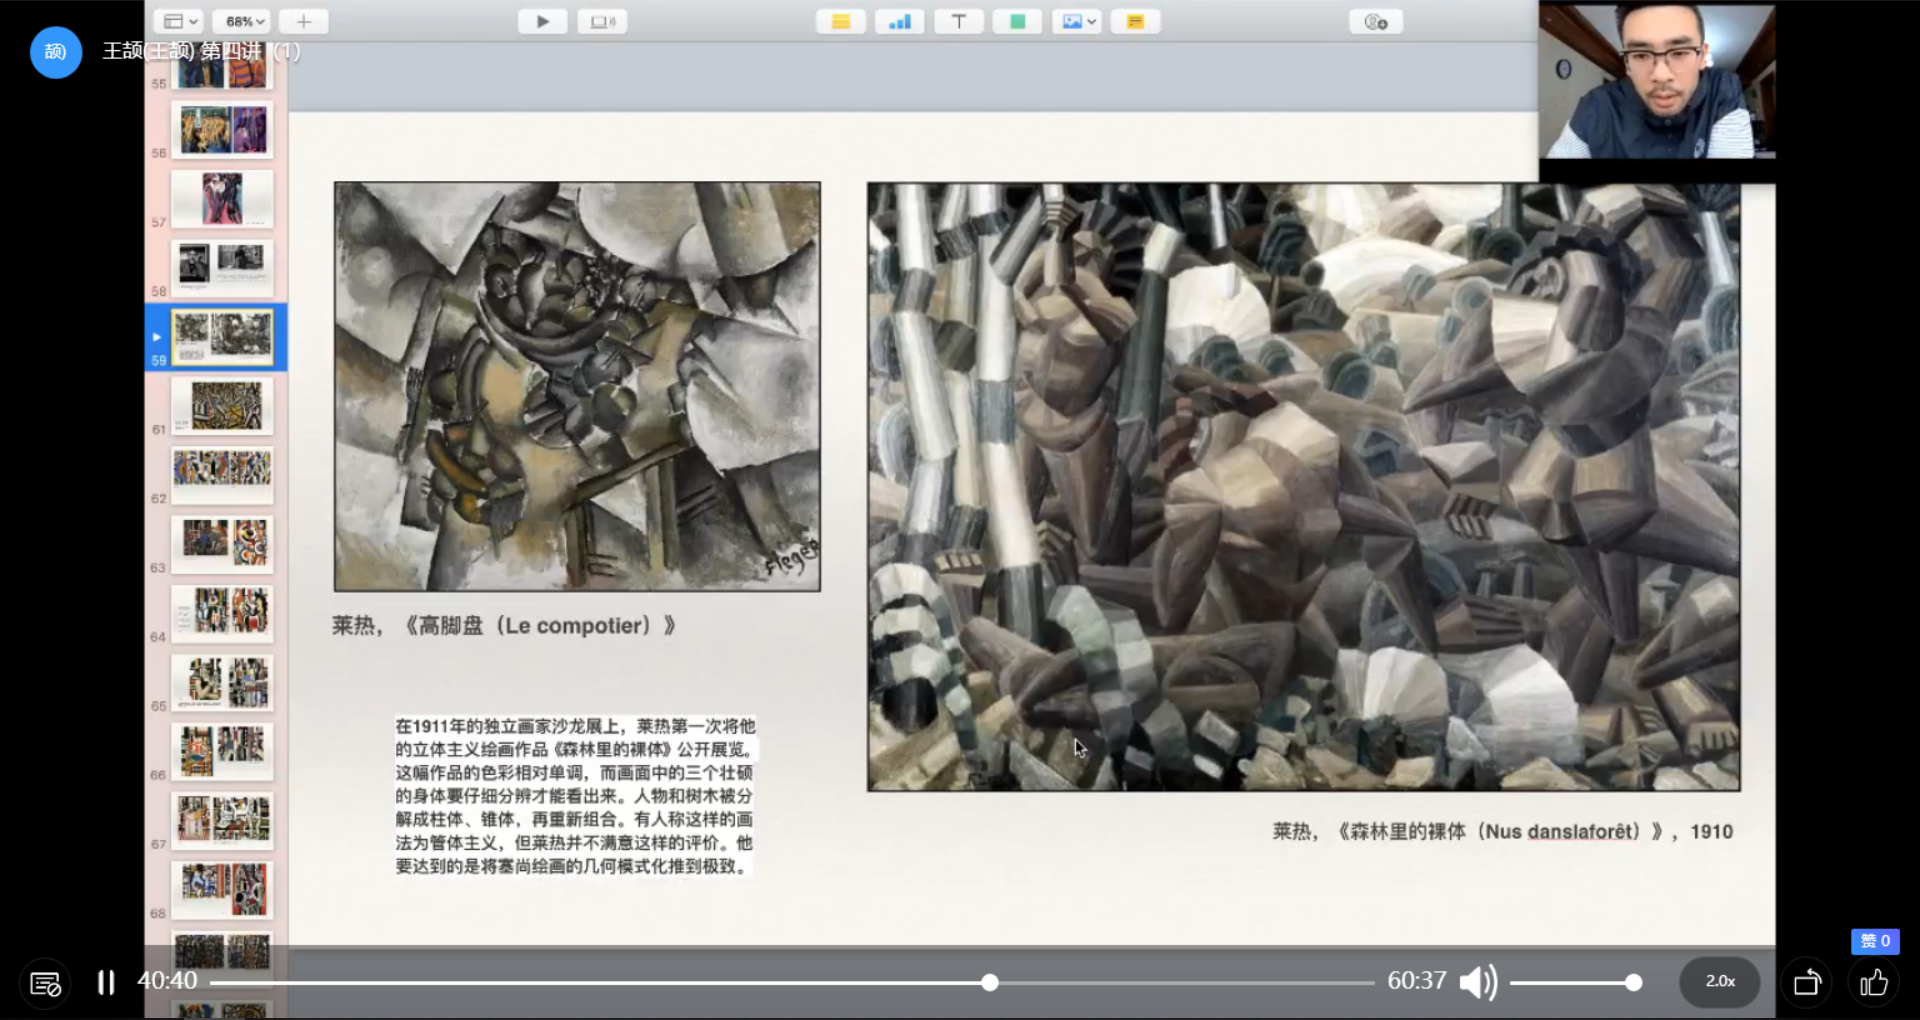 68%
T
颉)
王颉(王颉) 第四讲 (1)
55
56
57
58
59
61
62
63
64
65
66
67
68
Fleger
莱热，《高脚盘（Le compotier）》
在1911年的独立画家沙龙展上，莱热第一次将他
的立体主义绘画作品《森林里的裸体》公开展览。
这幅作品的色彩相对单调，而画面中的三个壮硕
的身体要仔细分辨才能看出来。人物和树木被分
解成柱体、锥体，再重新组合。有人称这样的画
法为管体主义，但莱热并不满意这样的评价。他
要达到的是将塞尚绘画的几何模式化推到极致。
莱热，《森林里的裸体（Nus danslaforêt）》，1910
赞 0
40:40
60:37
2.0x